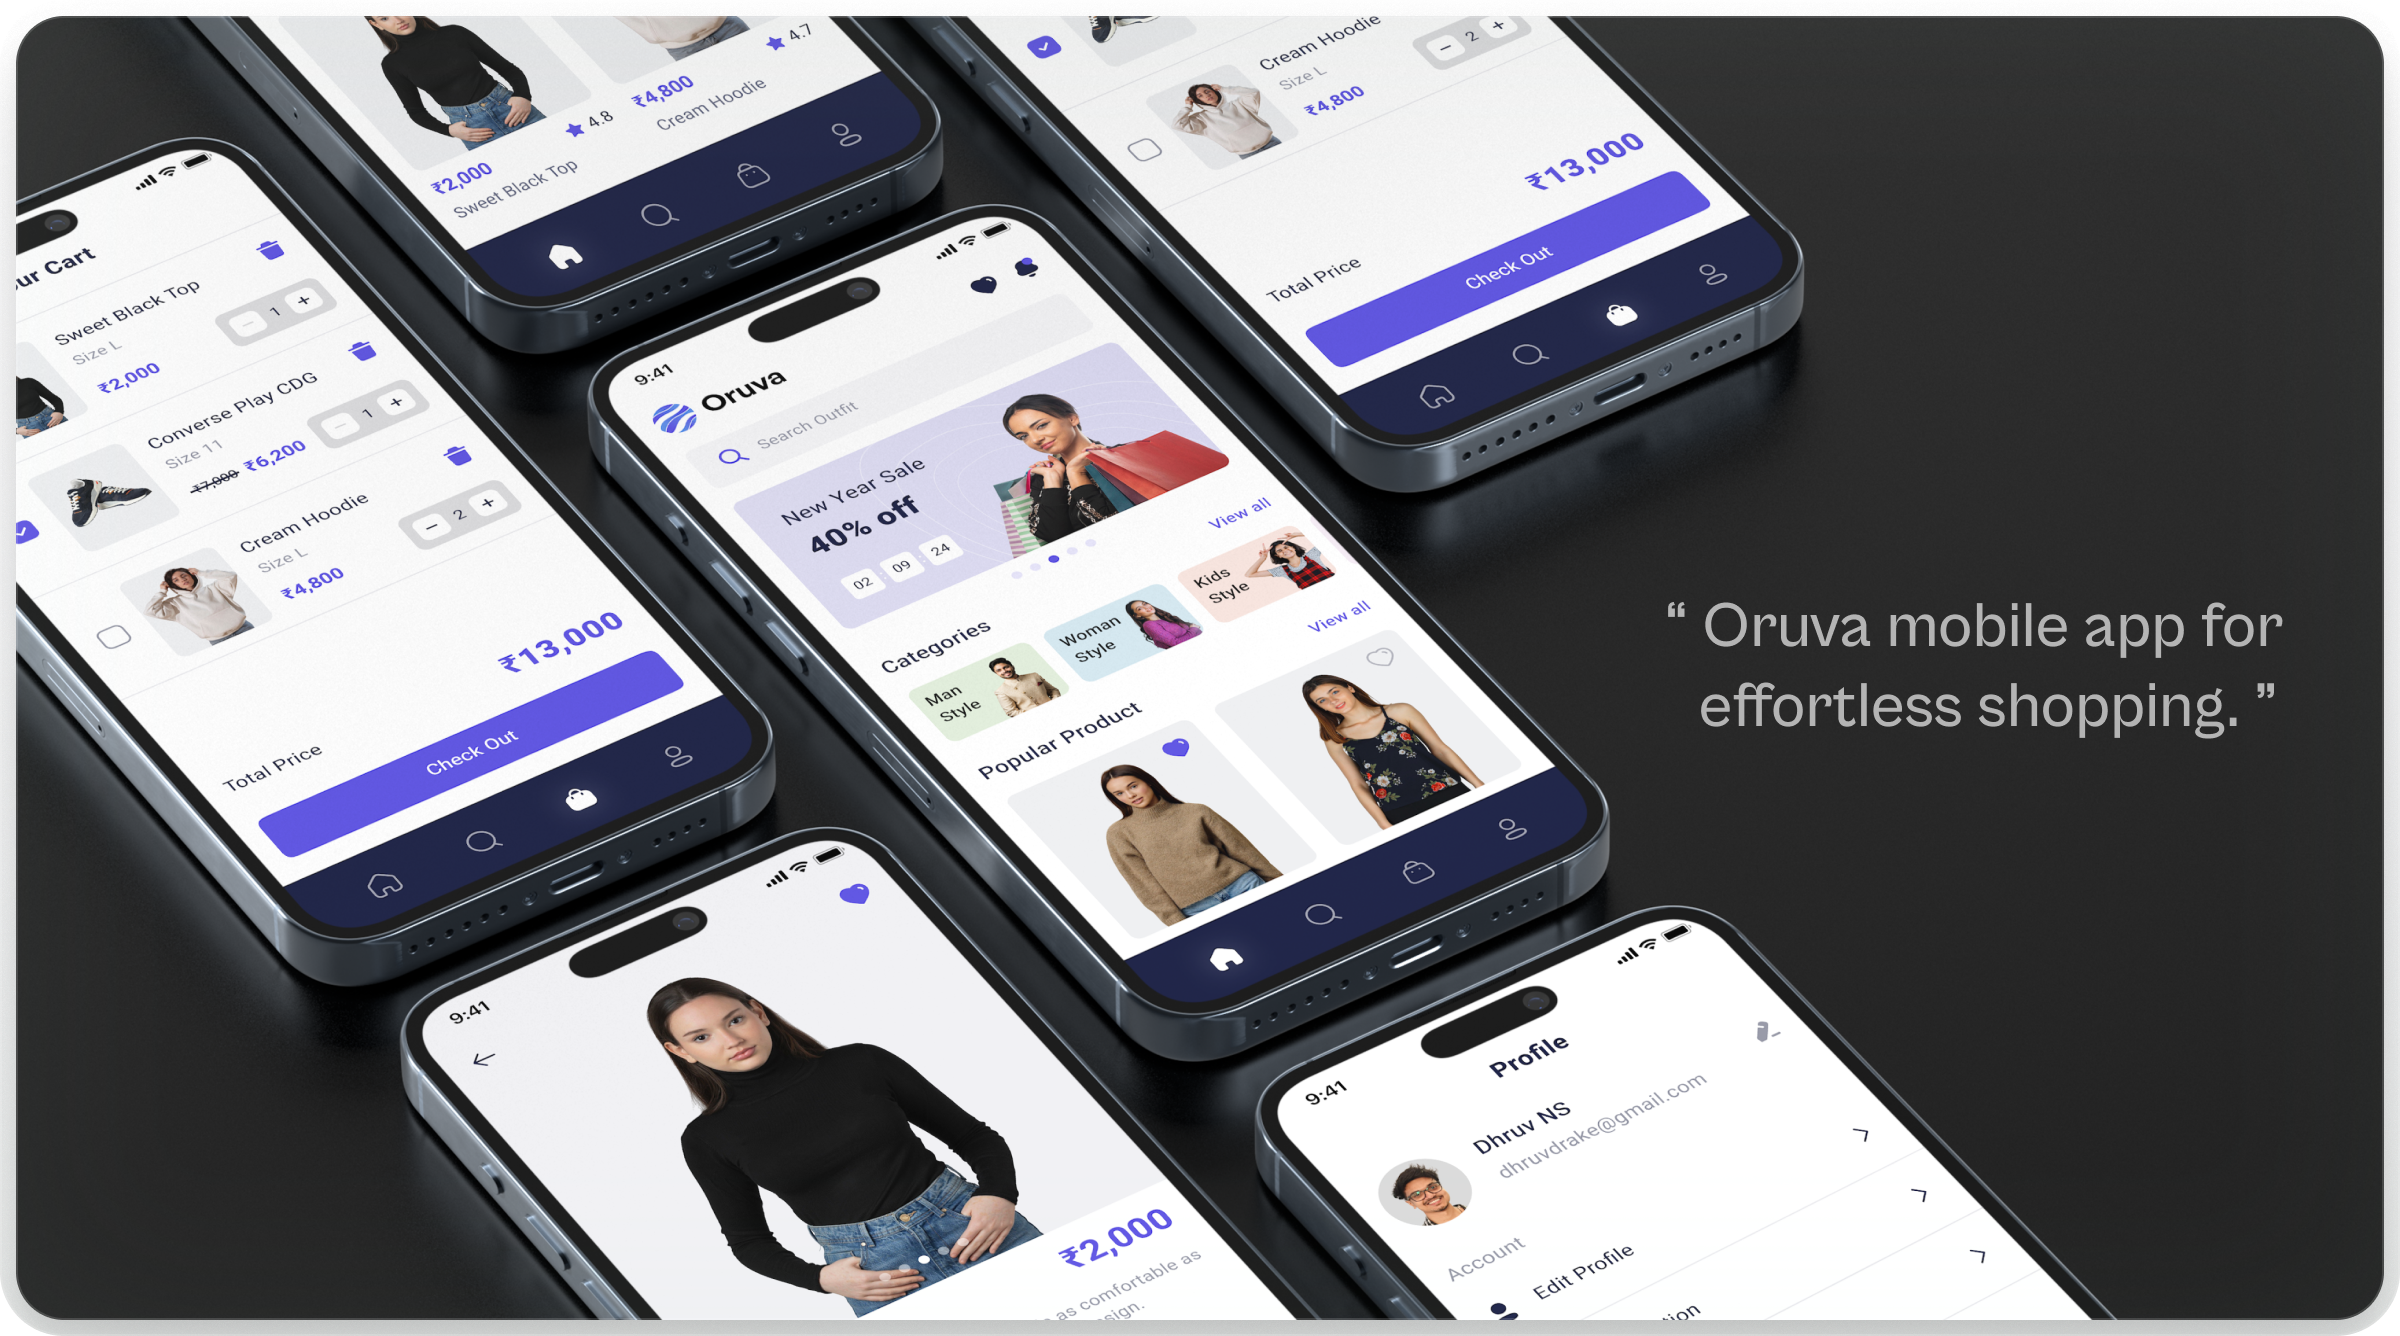 4.8
4.7
₹2,000
Sweet Black Top
₹4,800
Cream Hoodie
Cream Hoodie
Size L
₹4,800
2
Total Price
₹13,000
Check Out
Cart
Sweet Black Top
Size L
₹2,000
1
Converse Play CDG
Size 11
₹7,000 ₹6,200
1
Cream Hoodie
Size L
₹4,800
2
Total Price
₹13,000
Check Out
9:41
Oruva
Search Outfit
New Year Sale
40% off
02 : 09 : 24
Categories
View all
Man
Style
Woman
Style
Kids
Style
Popular Product
View all
“ Oruva mobile app for
effortless shopping. ”
9:41
₹2,000
as comfortable as
9:41
Profile
Dhruv NS
dhruvdrake@gmail.com
Account
Edit Profile